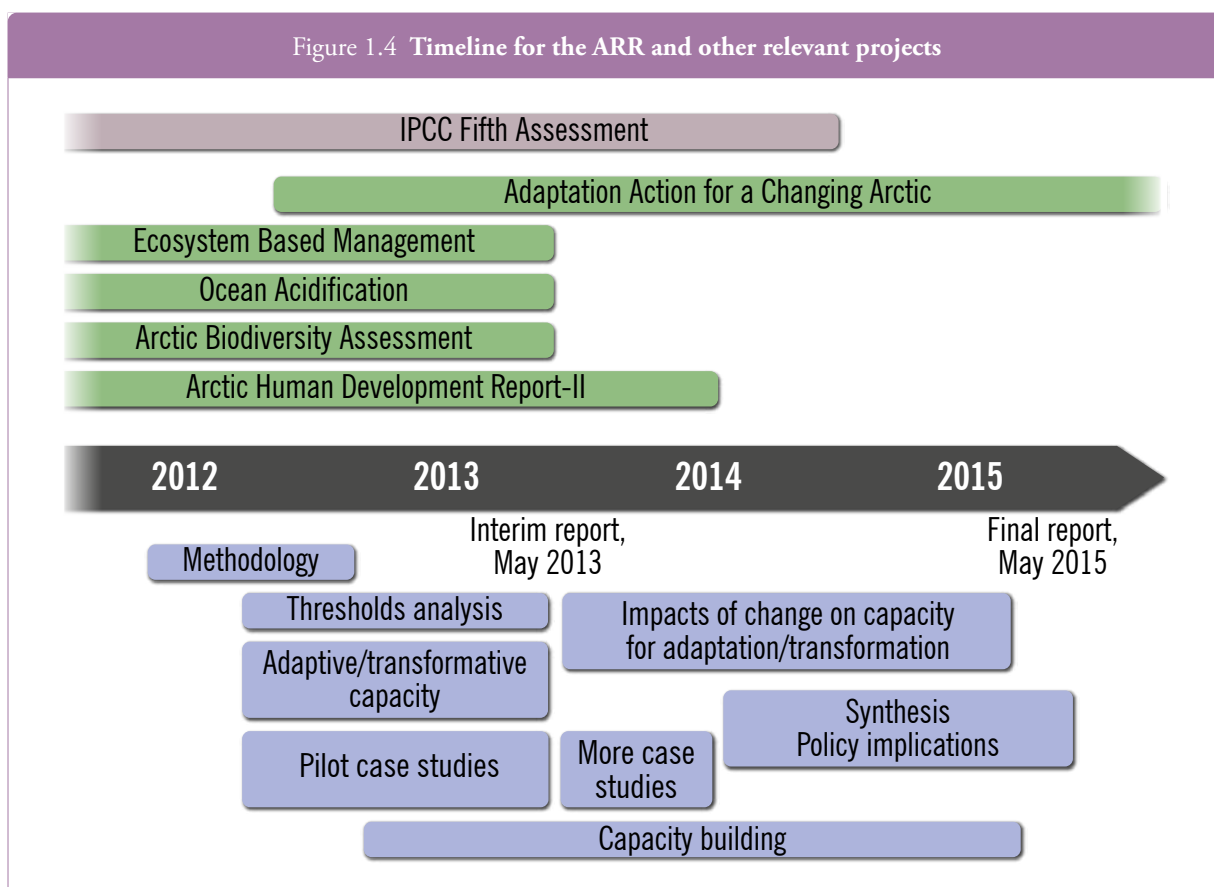 Figure 1.4 Timeline for the ARR and other relevant projects
IPCC Fifth Assessment
Adaptation Action for a Changing Arctic
Ecosystem Based Management
Ocean Acidification
Arctic Biodiversity Assessment
Arctic Human Development Report-II
2012 2013 2014 2015
Interim report,
May 2013
Final report,
May 2015
Methodology
Thresholds analysis
Impacts of change on capacity
for adaptation/transformation
Adaptive/transformative
capacity
Synthesis
Policy implications
Pilot case studies
More case
studies
Capacity building